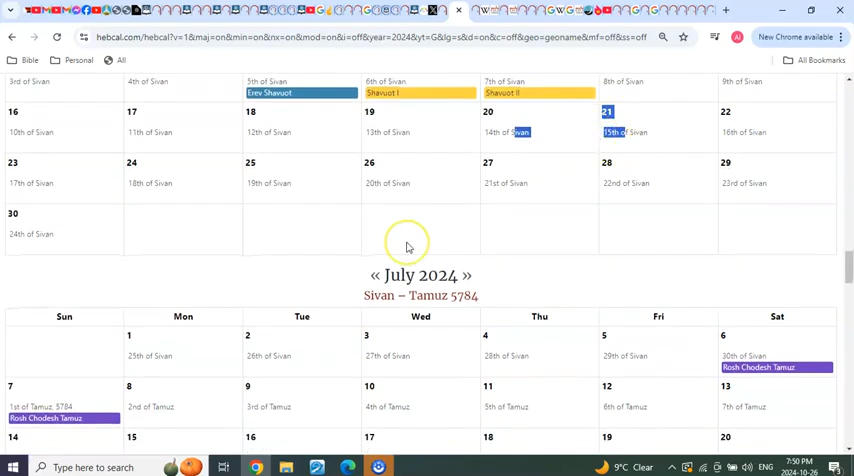 hebcal.com/hebcal?v=1&maj=on&min=on&nx=on&mod=on&i=off&year=2024&yt=G&lg=s&d=on&c=off&geo=geoname&mf=off&ss=off
New Chrome available
Bible Personal All All Bookmarks
3rd of Sivan 4th of Sivan 5th of Sivan 6th of Sivan 7th of Sivan 8th of Sivan 9th of Sivan
Erev Shavuot Shavuot I Shavuot II
16 17 18 19 20 21 22
10th of Sivan 11th of Sivan 12th of Sivan 13th of Sivan 14th of Sivan 15th of Sivan 16th of Sivan
23 24 25 26 27 28 29
17th of Sivan 18th of Sivan 19th of Sivan 20th of Sivan 21st of Sivan 22nd of Sivan 23rd of Sivan
30
24th of Sivan
« July 2024 »
Sivan – Tamuz 5784
Sun Mon Tue Wed Thu Fri Sat
1 2 3 4 5 6
25th of Sivan 26th of Sivan 27th of Sivan 28th of Sivan 29th of Sivan 30th of Sivan
Rosh Chodesh Tamuz
7 8 9 10 11 12 13
1st of Tamuz, 5784 2nd of Tamuz 3rd of Tamuz 4th of Tamuz 5th of Tamuz 6th of Tamuz 7th of Tamuz
Rosh Chodesh Tamuz
14 15 16 17 18 19 20
Type here to search 9°C Clear ENG 7:50 PM
2024-10-26